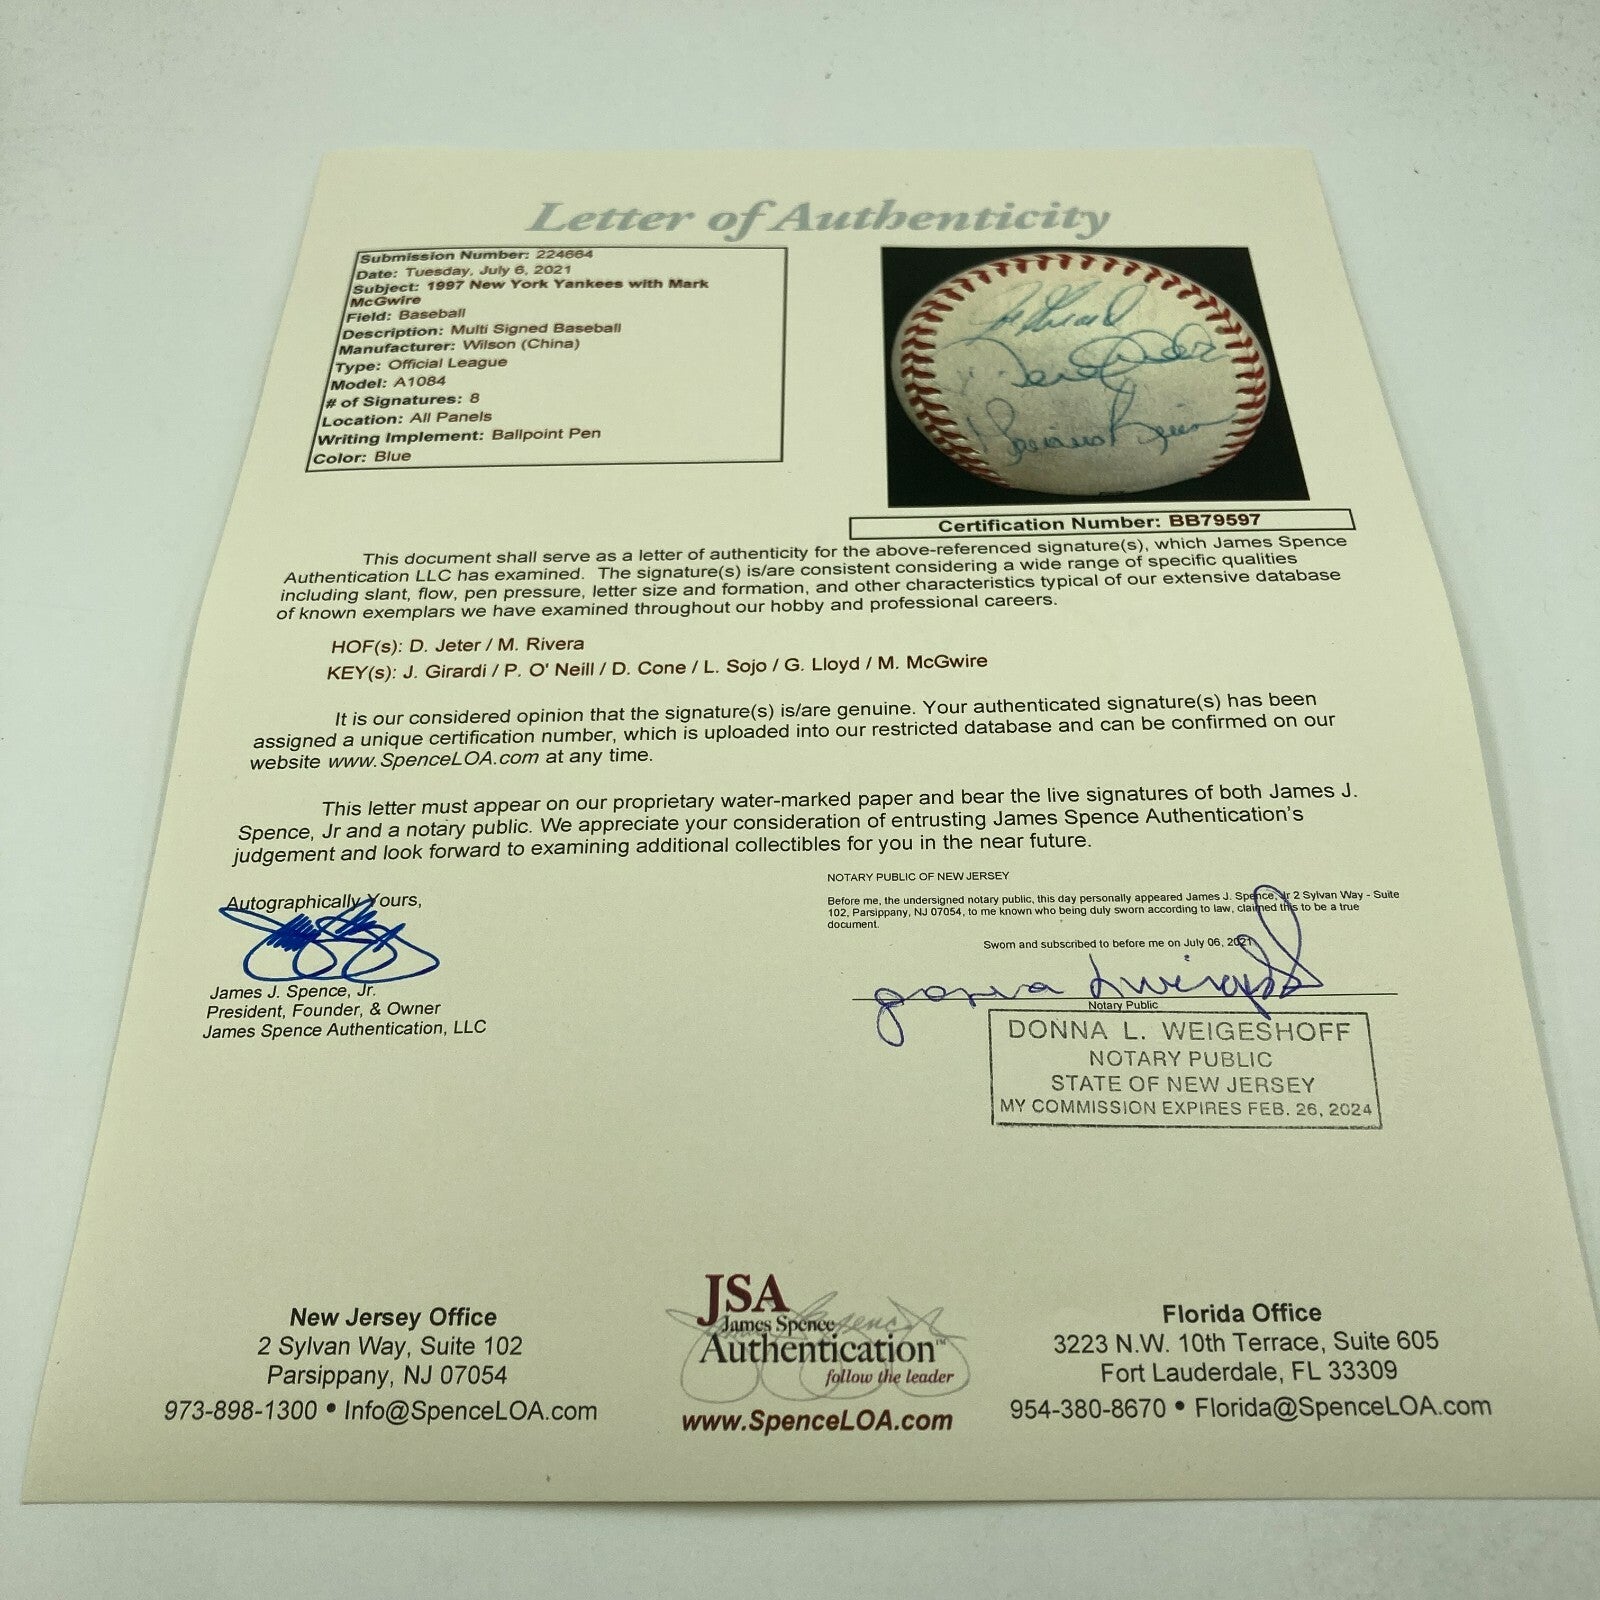 Letter of Authenticity
Submission Number: 224664
Date: Tuesday, July 6, 2021
Subject: 1997 New York Yankees with Mark
McGwire
Field: Baseball
Description: Multi Signed Baseball
Manufacturer: Wilson (China)
Type: Official League
Model: A1084
# of Signatures: 8
Location: All Panels
Writing Implement: Ballpoint Pen
Color: Blue
Certification Number: BB79597
This document shall serve as a letter of authenticity for the above-referenced signature(s), which James Spence
Authentication LLC has examined. The signature(s) is/are consistent considering a wide range of specific qualities
including slant, flow, pen pressure, letter size and formation, and other characteristics typical of our extensive database
of known exemplars we have examined throughout our hobby and professional careers.
HOF(s): D. Jeter / M. Rivera
KEY(s): J. Girardi / P. O' Neill / D. Cone / L. Sojo / G. Lloyd / M. McGwire
It is our considered opinion that the signature(s) is/are genuine. Your authenticated signature(s) has been
assigned a unique certification number, which is uploaded into our restricted database and can be confirmed on our
website www.SpenceLOA.com at any time.
This letter must appear on our proprietary water-marked paper and bear the live signatures of both James J.
Spence, Jr and a notary public. We appreciate your consideration of entrusting James Spence Authentication's
judgement and look forward to examining additional collectibles for you in the near future.
Autographically Yours,
James J. Spence, Jr.
President, Founder, & Owner
James Spence Authentication, LLC
NOTARY PUBLIC OF NEW JERSEY
Before me, the undersigned notary public, this day personally appeared James J. Spence, Jr 2 Sylvan Way - Suite
102, Parsippany, NJ 07054, to me known who being duly sworn according to law, claimed this to be a true
document.
Sworn and subscribed to before me on July 06, 2021
Notary Public
DONNA L. WEIGESHOFF
NOTARY PUBLIC
STATE OF NEW JERSEY
MY COMMISSION EXPIRES FEB. 26, 2024
New Jersey Office
2 Sylvan Way, Suite 102
Parsippany, NJ 07054
973-898-1300 • Info@SpenceLOA.com
JSA
James Spence
Authentication™
follow the leader
www.SpenceLOA.com
Florida Office
3223 N.W. 10th Terrace, Suite 605
Fort Lauderdale, FL 33309
954-380-8670 • Florida@SpenceLOA.com